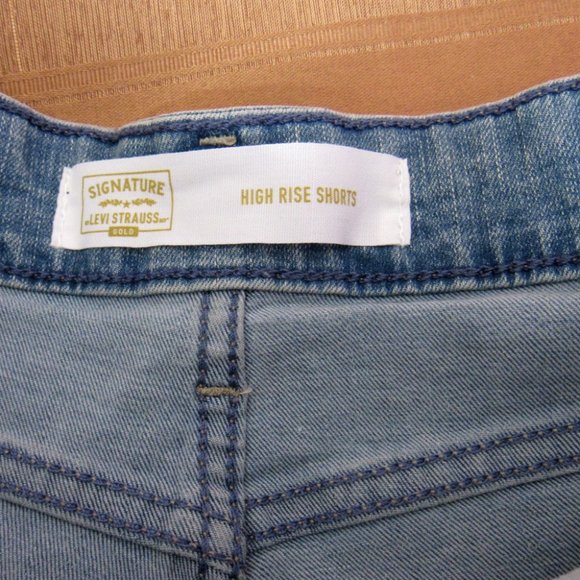 SIGNATURE
LEVI STRAUSS
GOLD
HIGH RISE SHORTS